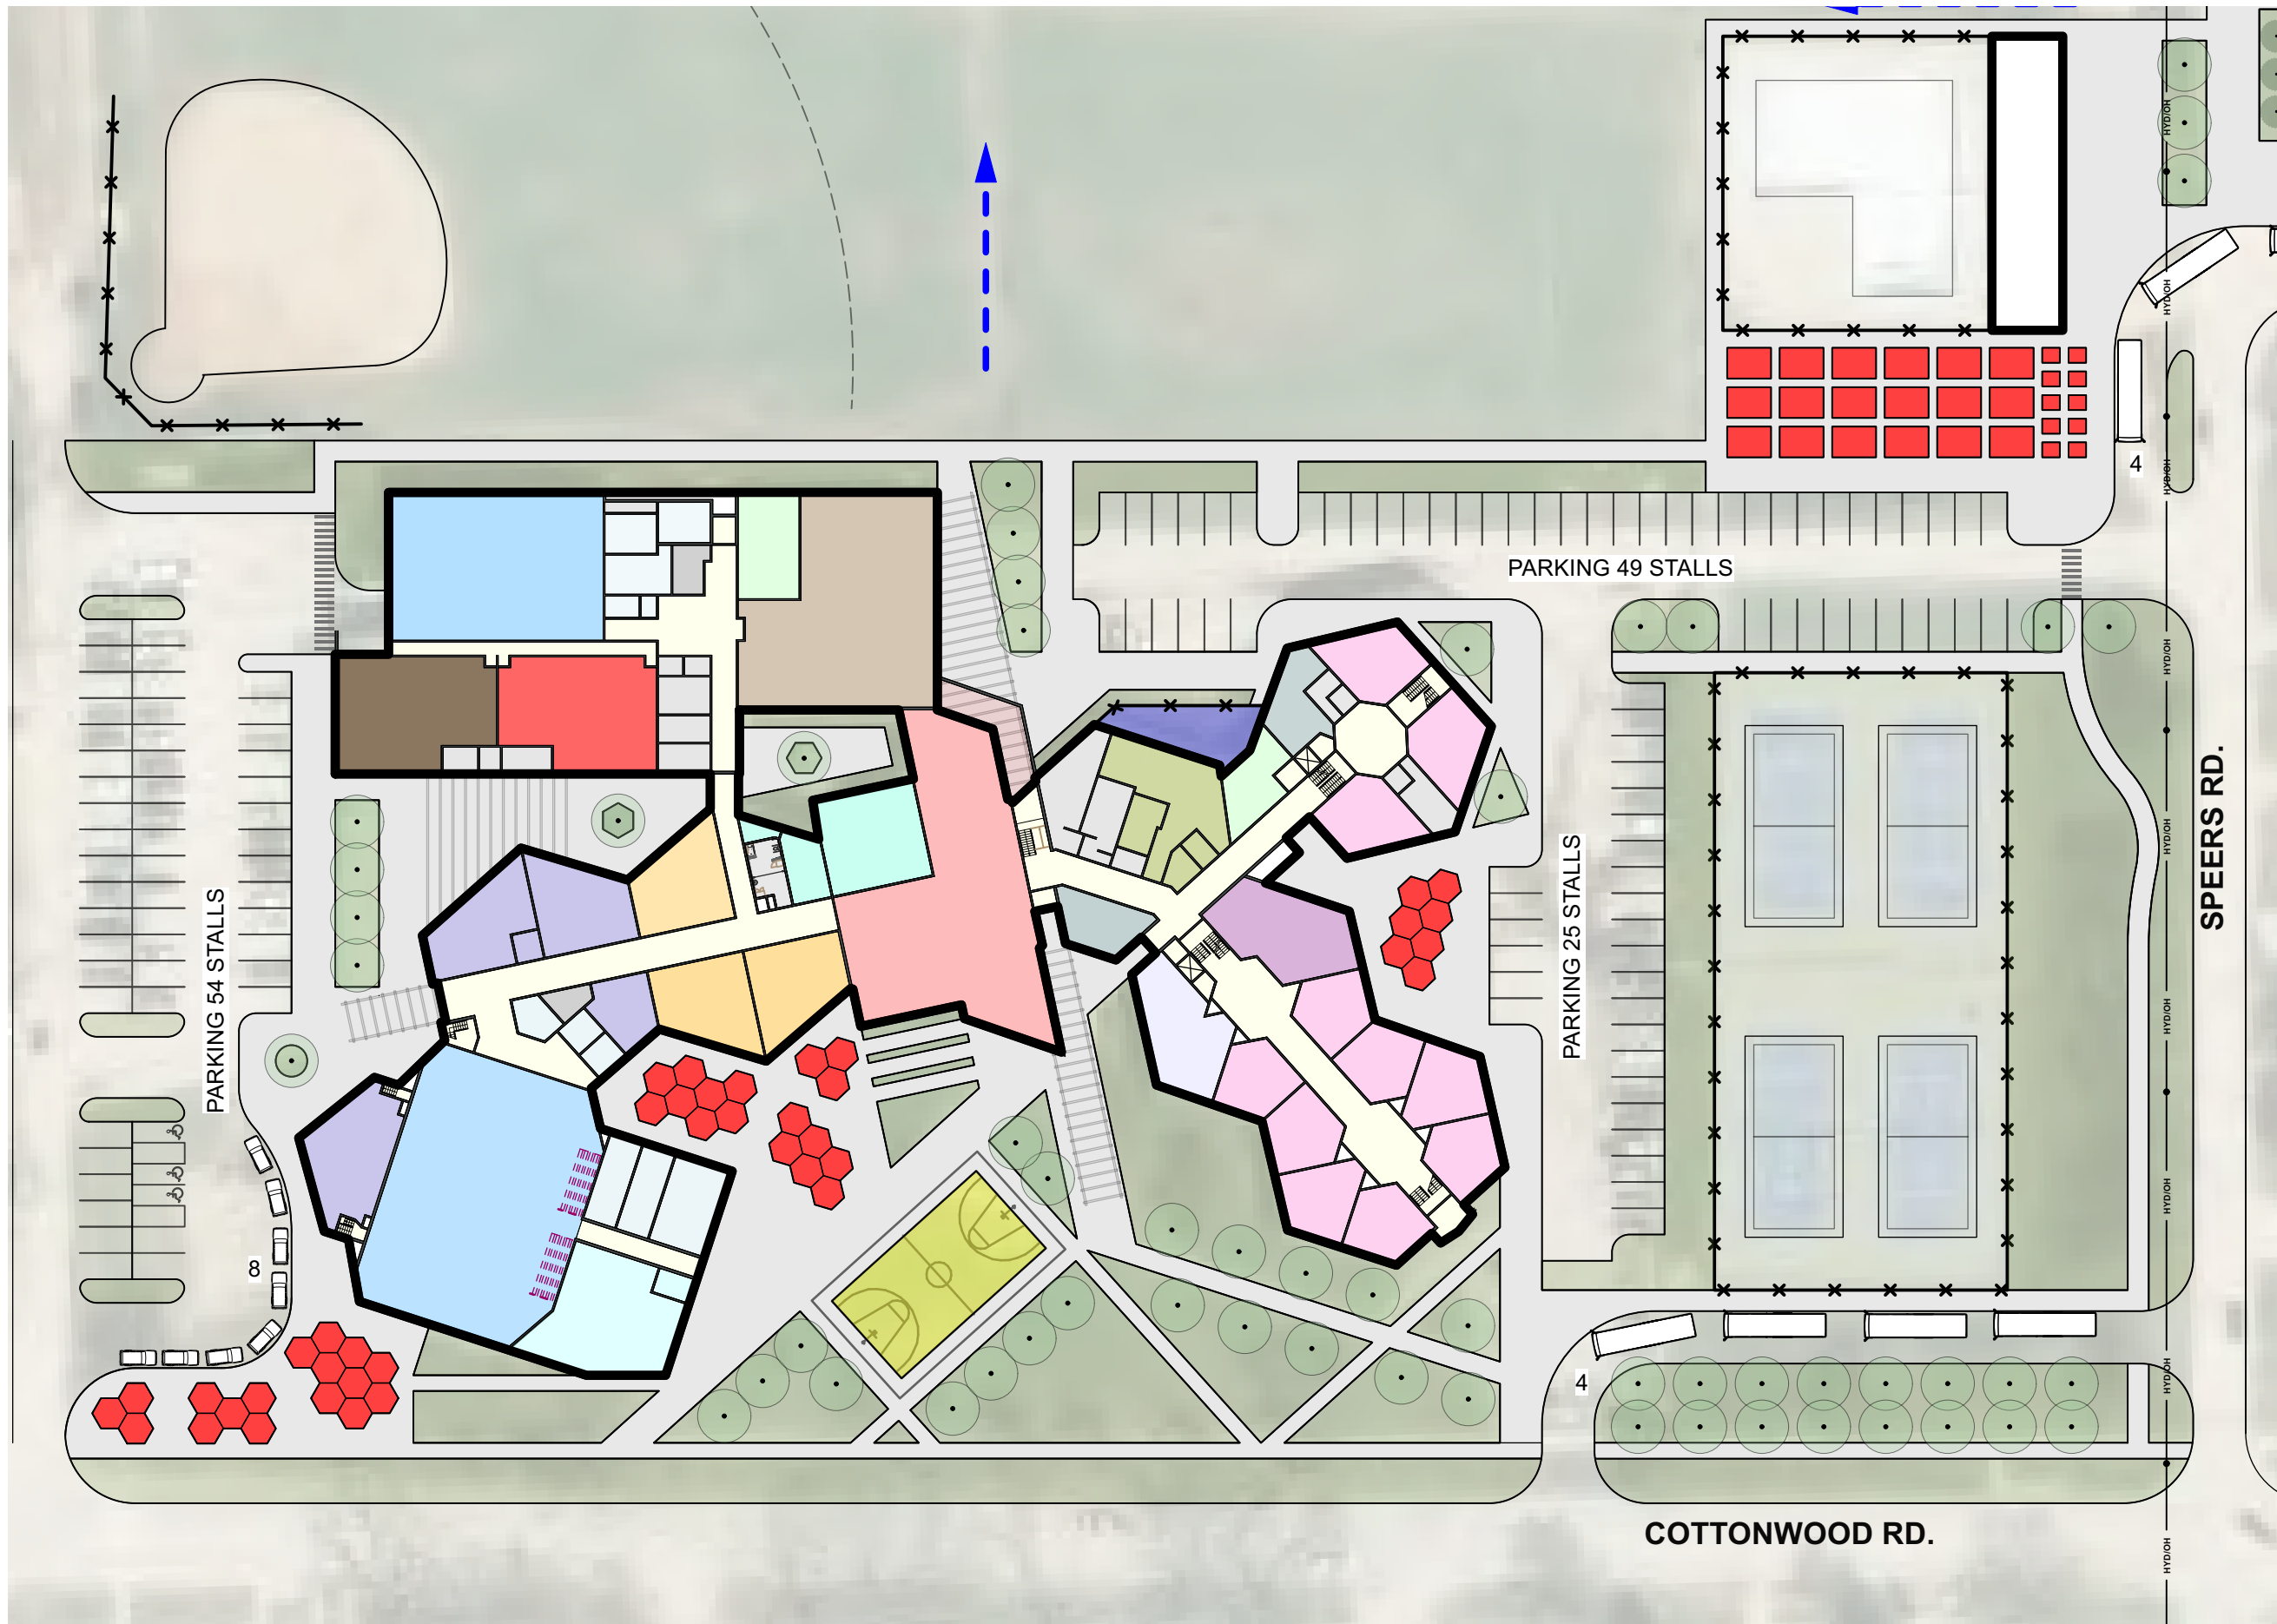 HYD/OH
HYD/OH
4
HYD/OH
PARKING 49 STALLS
HYD/OH
SPEERS RD.
HYD/OH
PARKING 25 STALLS
PARKING 54 STALLS
HYD/OH
HYD/OH
8
HYD/OH
4
COTTONWOOD RD.
HYD/OH